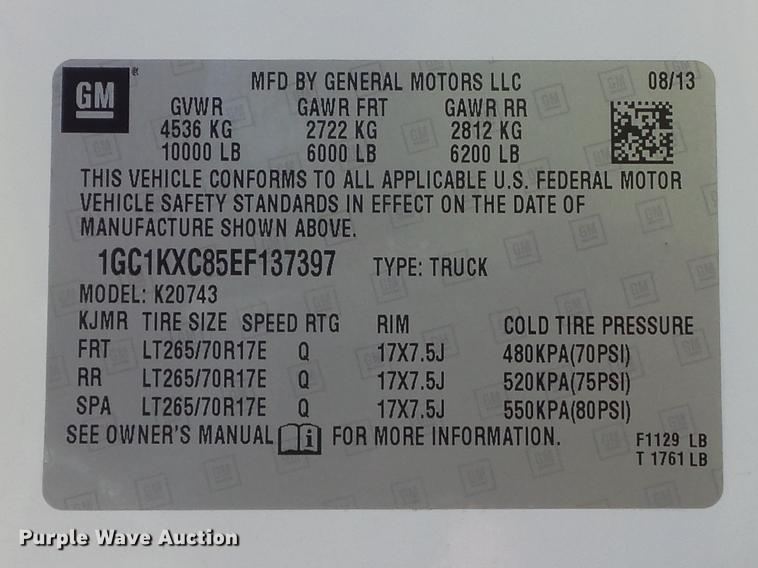 GM
MFD BY GENERAL MOTORS LLC 08/13
GVWR GAWR FRT GAWR RR
4536 KG 2722 KG 2812 KG
10000 LB 6000 LB 6200 LB
THIS VEHICLE CONFORMS TO ALL APPLICABLE U.S. FEDERAL MOTOR
VEHICLE SAFETY STANDARDS IN EFFECT ON THE DATE OF
MANUFACTURE SHOWN ABOVE.
1GC1KXC85EF137397 TYPE: TRUCK
MODEL: K20743
KJMR TIRE SIZE SPEED RTG RIM COLD TIRE PRESSURE
FRT LT265/70R17E Q 17X7.5J 480KPA(70PSI)
RR LT265/70R17E Q 17X7.5J 520KPA(75PSI)
SPA LT265/70R17E Q 17X7.5J 550KPA(80PSI)
SEE OWNER'S MANUAL i FOR MORE INFORMATION.
F1129 LB
T 1761 LB
Purple Wave Auction